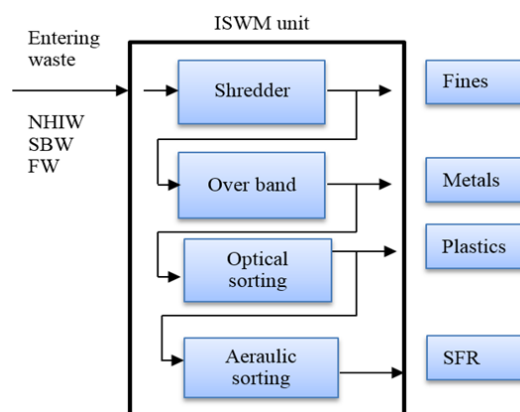 ISWM unit
Entering
waste
NHIW
SBW
FW
Shredder
Fines
Over band
Metals
Optical
sorting
Plastics
Aeraulic
sorting
SFR